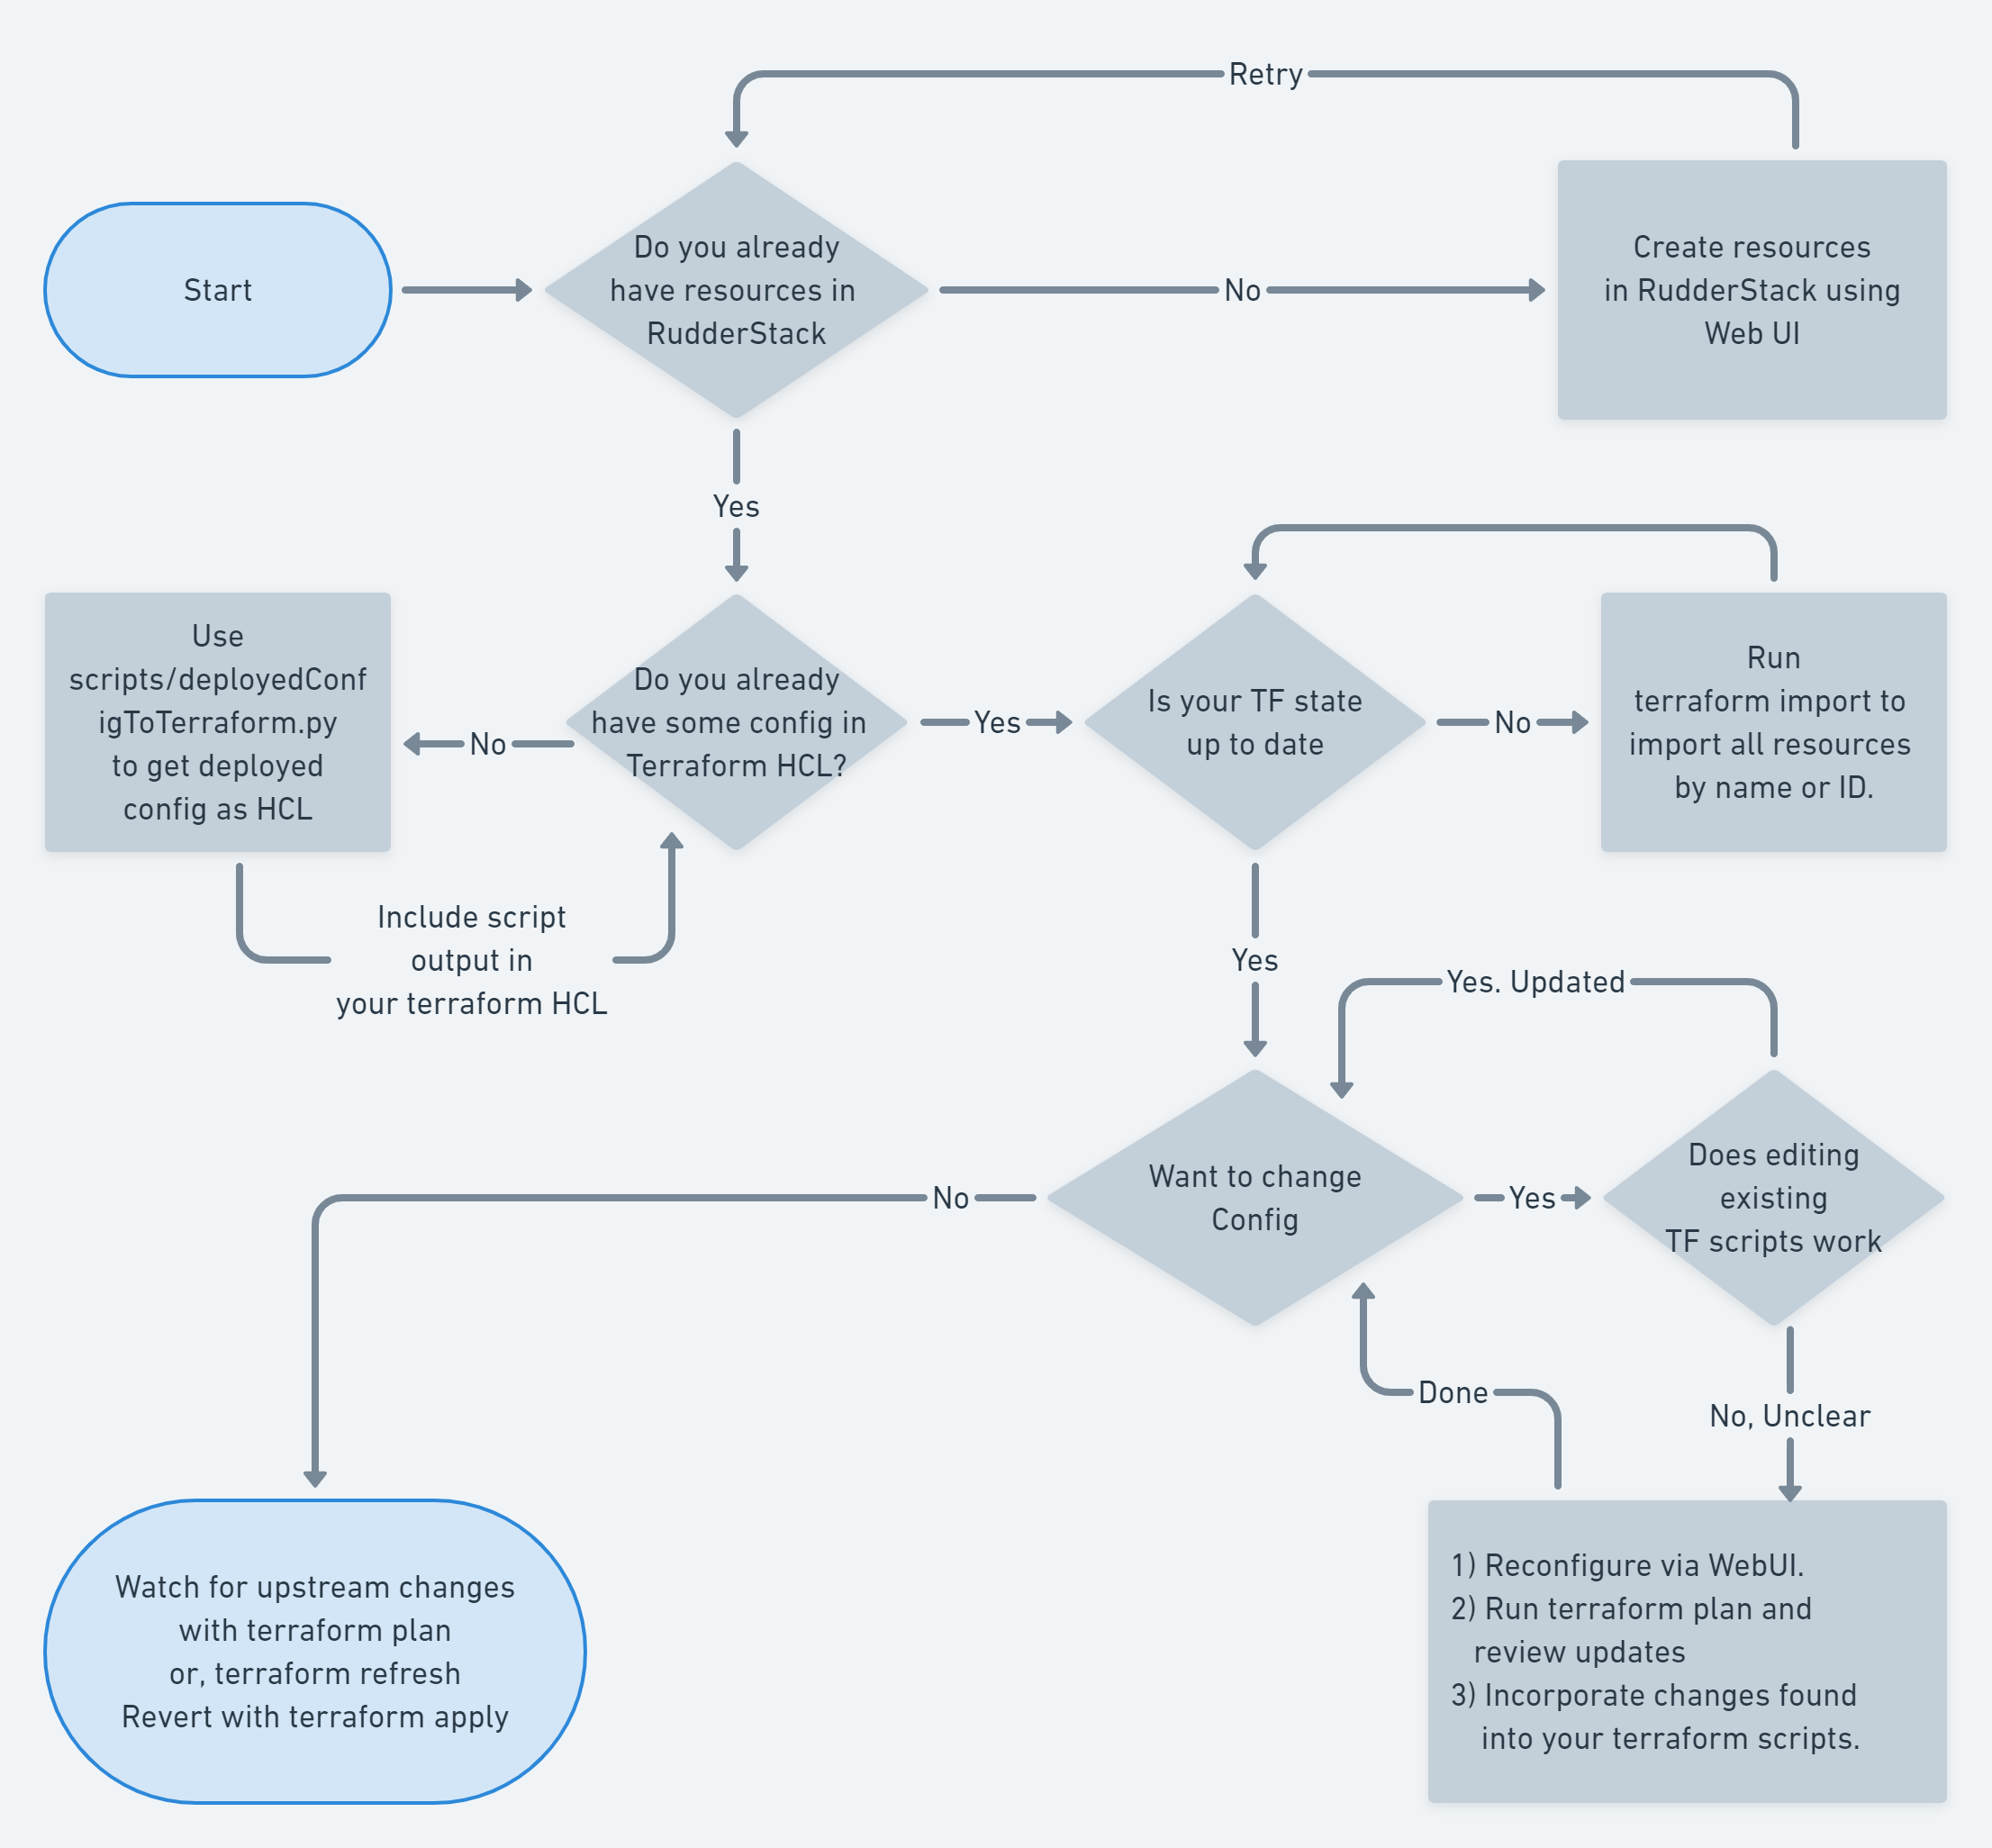 Retry
Start
Do you already
have resources in
RudderStack
No
Create resources
in RudderStack using
Web UI
Yes
Use
scripts/deployedConf
igToTerraform.py
to get deployed
config as HCL
No
Do you already
have some config in
Terraform HCL?
Yes
Is your TF state
up to date
No
Run
terraform import to
import all resources
by name or ID.
Include script
output in
your terraform HCL
Yes
Yes. Updated
No
Want to change
Config
Yes
Does editing
existing
TF scripts work
Done
No, Unclear
Watch for upstream changes
with terraform plan
or, terraform refresh
Revert with terraform apply
1) Reconfigure via WebUI.
2) Run terraform plan and
review updates
3) Incorporate changes found
into your terraform scripts.